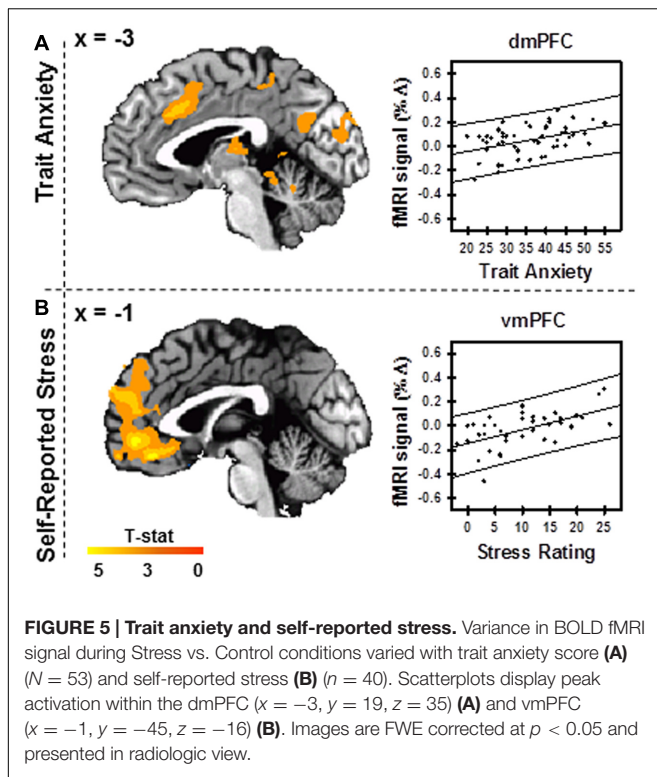 A
x = -3
Trait Anxiety
dmPFC
fMRI signal (% Δ)
0.6
0.4
0.2
0.0
-0.2
-0.4
-0.6
20 25 30 35 40 45 50 55
Trait Anxiety
B
x = -1
Self-Reported Stress
T-stat
5 3 0
vmPFC
fMRI signal (% Δ)
0.6
0.4
0.2
0.0
-0.2
-0.4
-0.6
0 5 10 15 20 25
Stress Rating
FIGURE 5 | Trait anxiety and self-reported stress. Variance in BOLD fMRI
signal during Stress vs. Control conditions varied with trait anxiety score (A)
(N = 53) and self-reported stress (B) (n = 40). Scatterplots display peak
activation within the dmPFC (x = −3, y = 19, z = 35) (A) and vmPFC
(x = −1, y = −45, z = −16) (B). Images are FWE corrected at p < 0.05 and
presented in radiologic view.